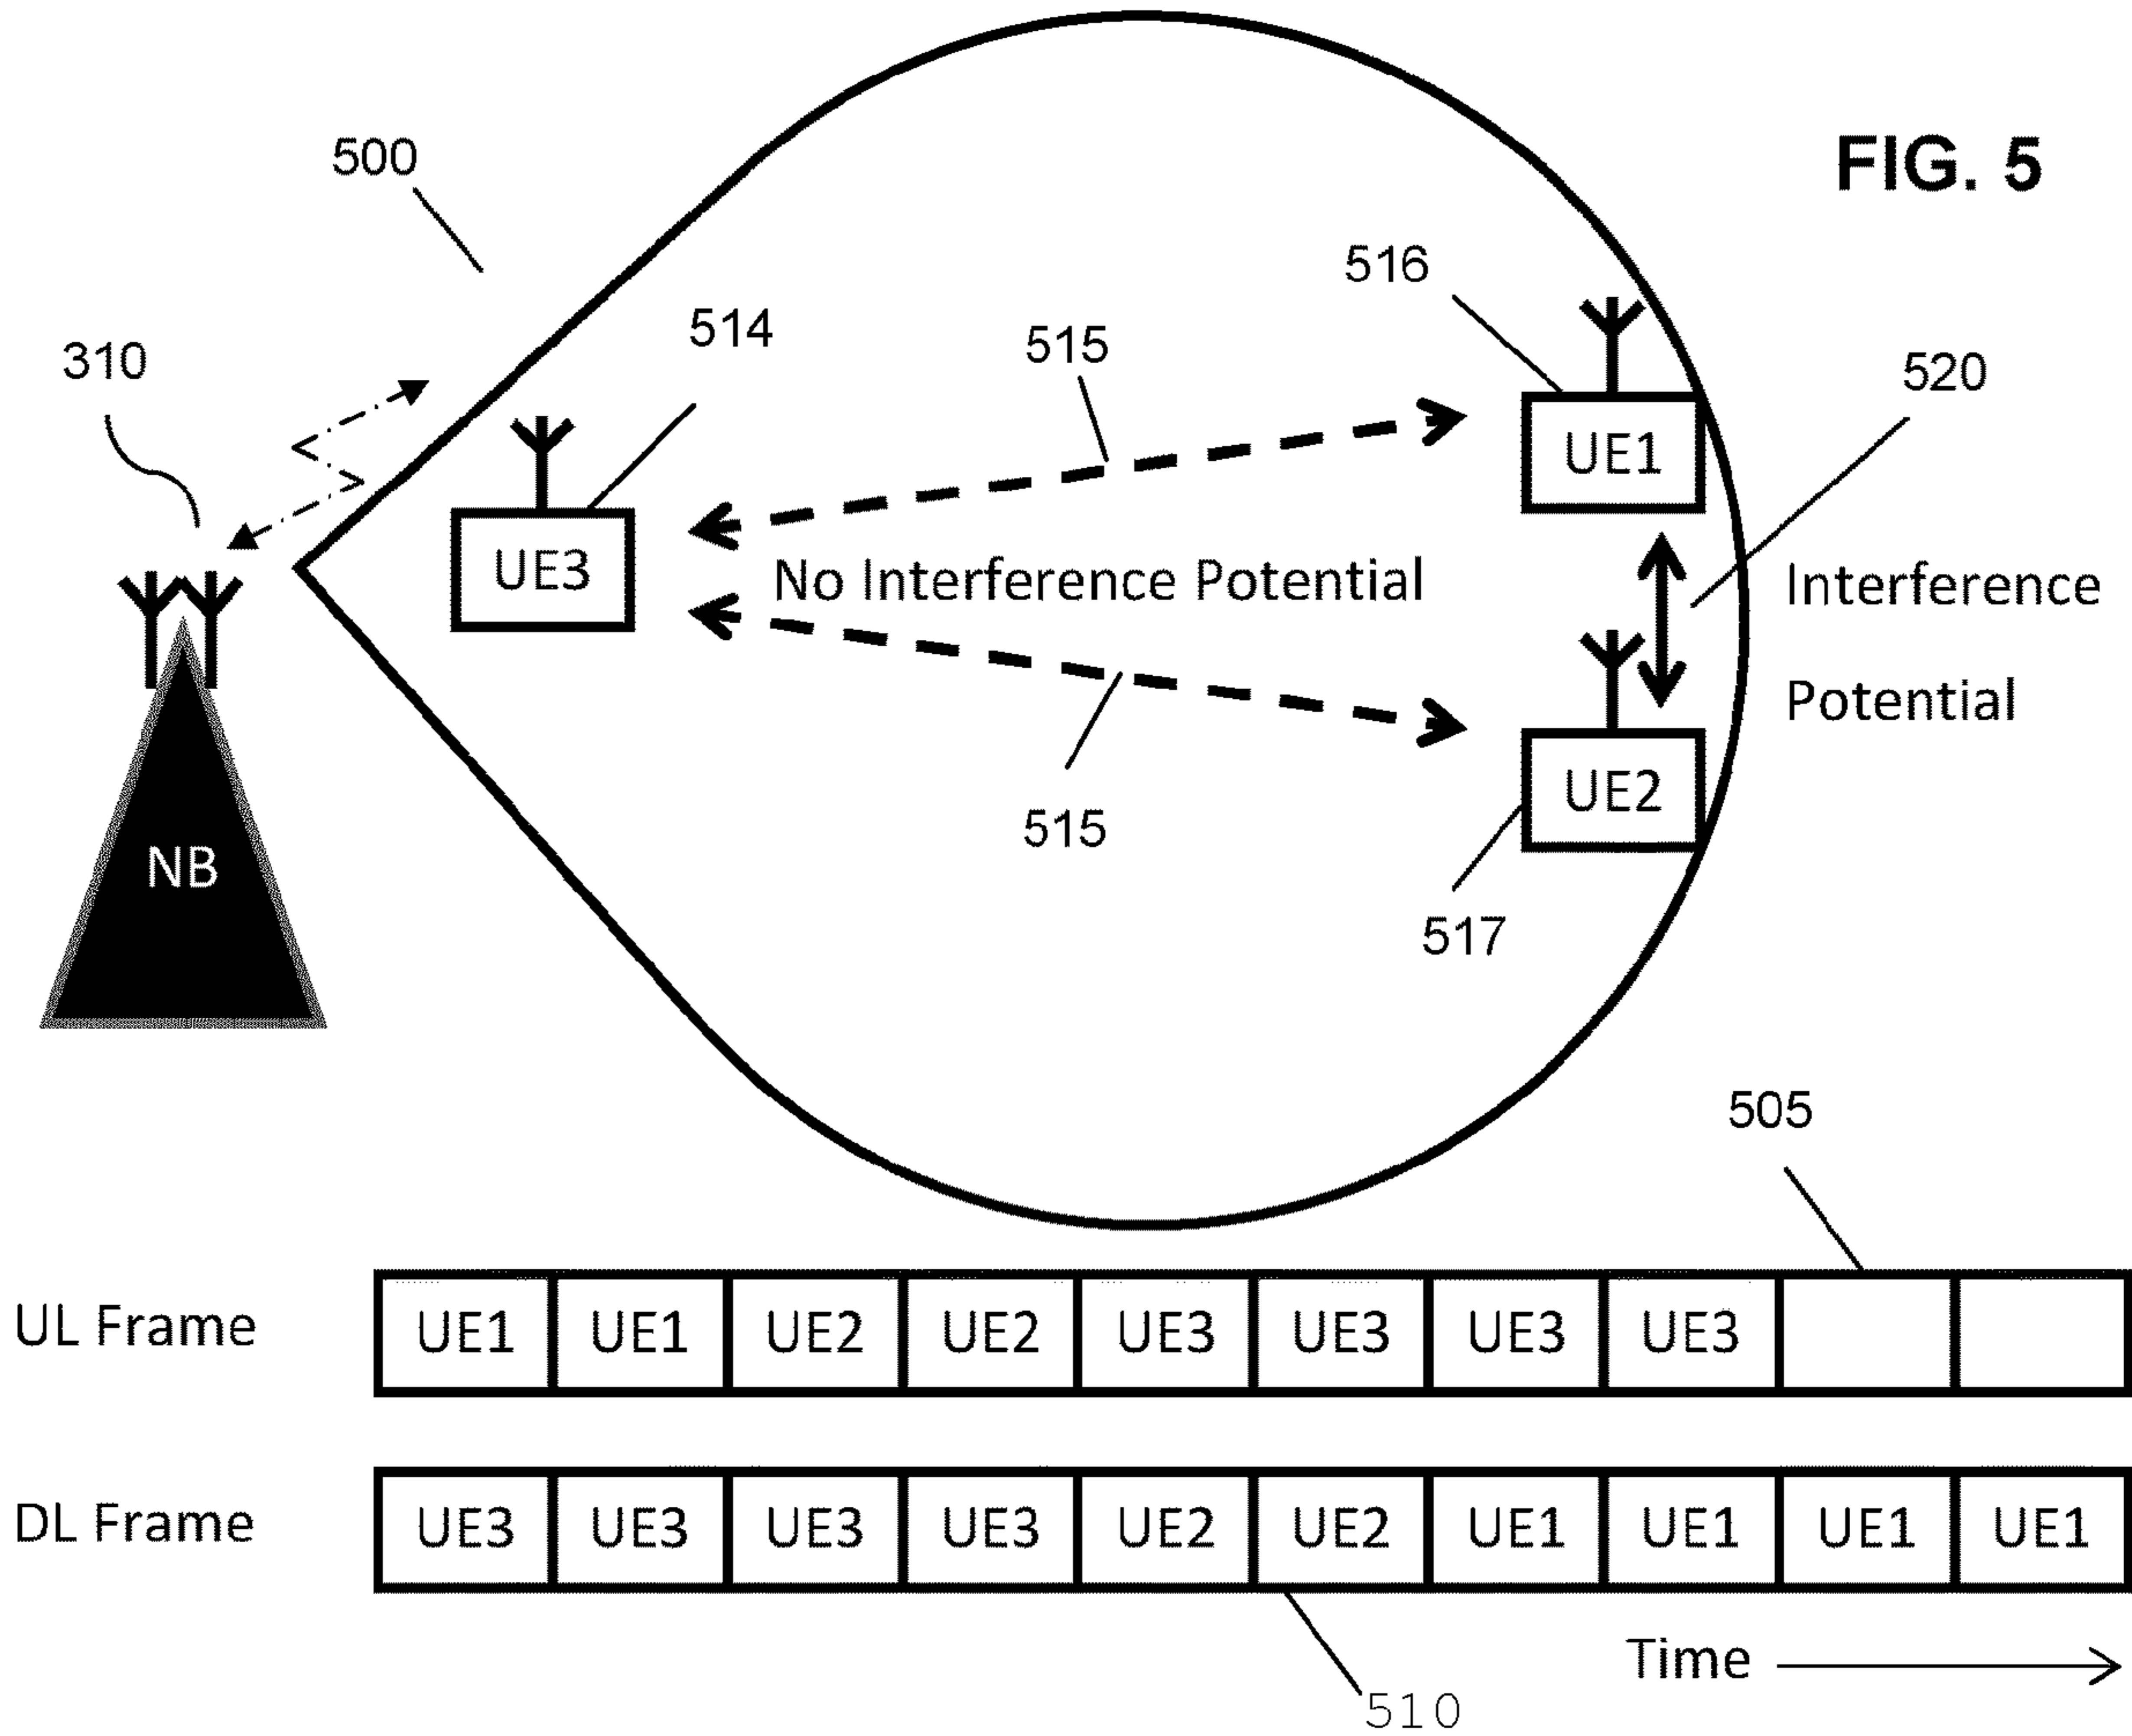 FIG. 5
500
516
514
515
310
520
UE1
UE3
No Interference Potential
Interference
Potential
UE2
515
NB
517
505
UL Frame UE1 UE1 UE2 UE2 UE3 UE3 UE3 UE3
DL Frame UE3 UE3 UE3 UE3 UE2 UE2 UE1 UE1 UE1 UE1
Time
510